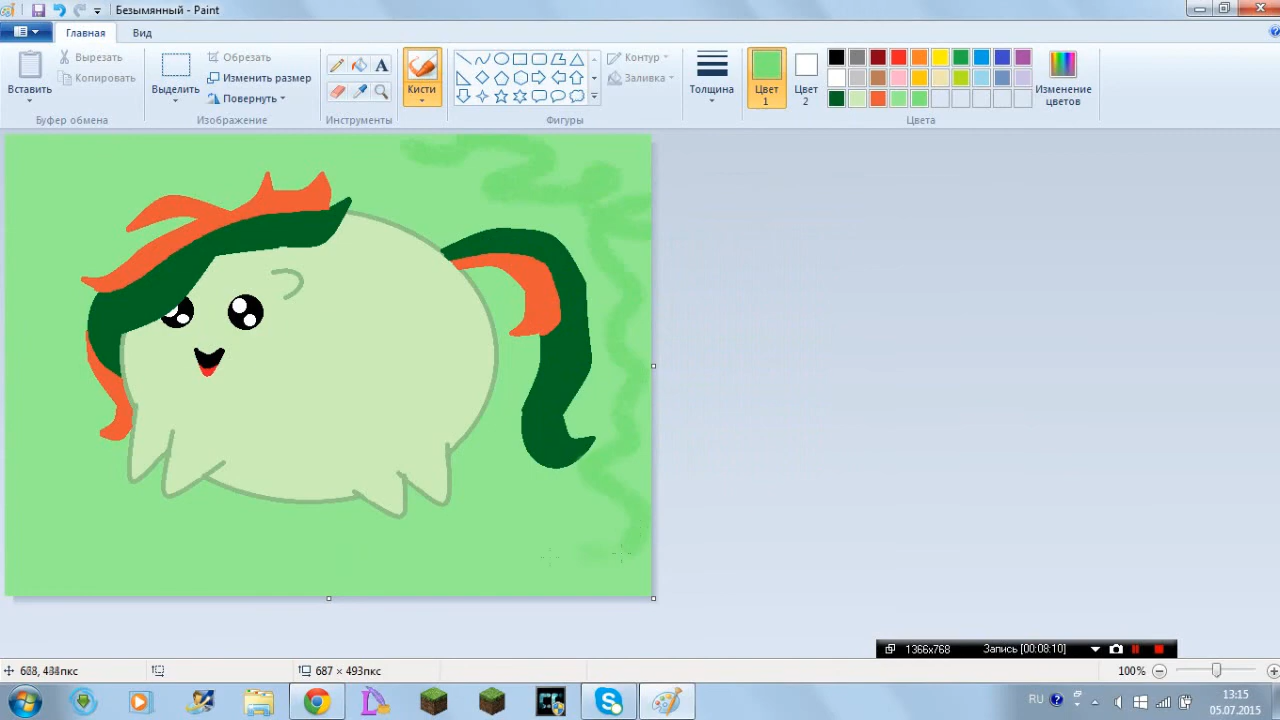 Безымянный - Paint
Главная
Вид
Вставить
Вырезать
Копировать
Буфер обмена
Выделить
Обрезать
Изменить размер
Повернуть
Изображение
A
Инструменты
Кисти
Контур
Заливка
Фигуры
Толщина
Цвет 1
Цвет 2
Изменение цветов
Цвета
1366x768
Запись [00:08:10]
687 × 493пкс
100%
RU
13:15
05.07.2015